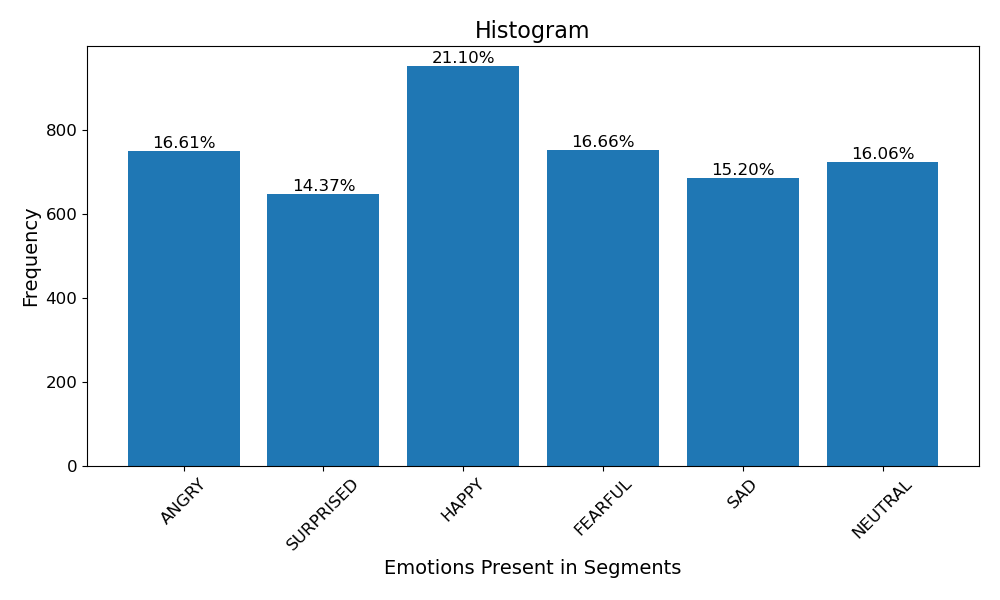 Histogram
21.10%
16.61%
16.66%
14.37%
15.20%
16.06%
Frequency
800
600
400
200
0
ANGRY
SURPRISED
HAPPY
FEARFUL
SAD
NEUTRAL
Emotions Present in Segments